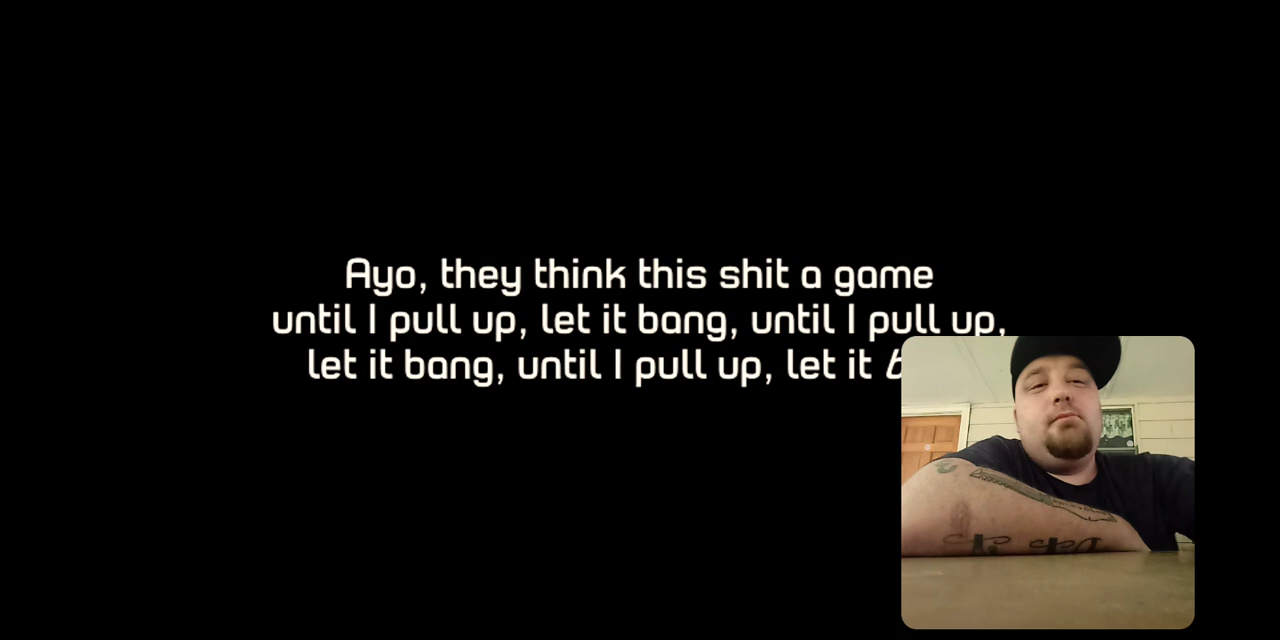 Ayo, they think this shit a game
until I pull up, let it bang, until I pull up,
let it bang, until I pull up, let it